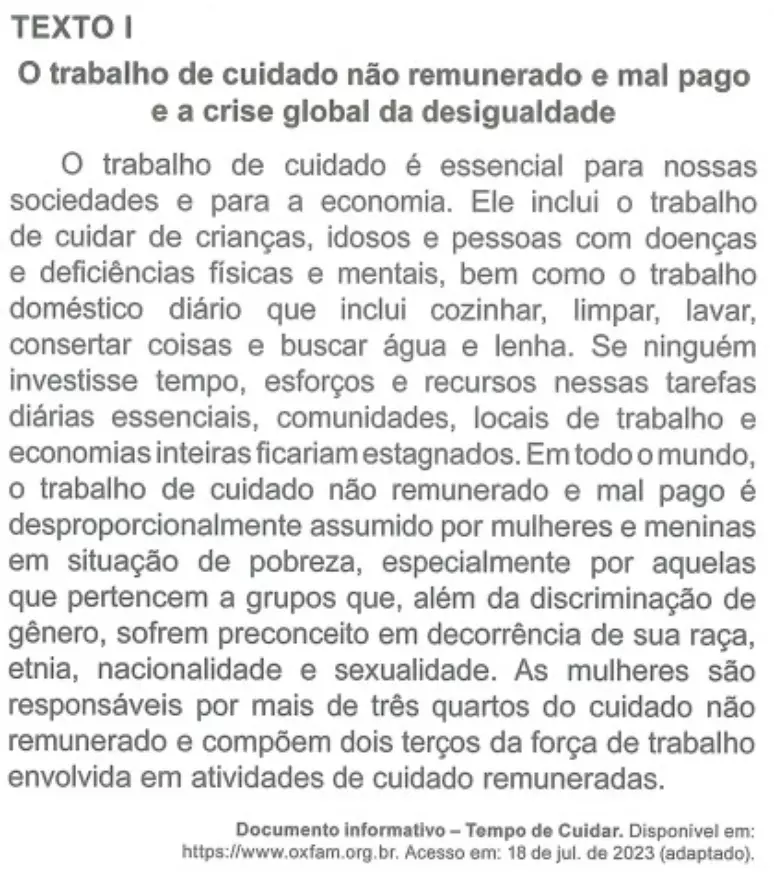 TEXTO I
O trabalho de cuidado não remunerado e mal pago
e a crise global da desigualdade
O trabalho de cuidado é essencial para nossas
sociedades e para a economia. Ele inclui o trabalho
de cuidar de crianças, idosos e pessoas com doenças
e deficiências físicas e mentais, bem como o trabalho
doméstico diário que inclui cozinhar, limpar, lavar,
consertar coisas e buscar água e lenha. Se ninguém
investisse tempo, esforços e recursos nessas tarefas
diárias essenciais, comunidades, locais de trabalho e
economias inteiras ficariam estagnados. Em todo o mundo,
o trabalho de cuidado não remunerado e mal pago é
desproporcionalmente assumido por mulheres e meninas
em situação de pobreza, especialmente por aquelas
que pertencem a grupos que, além da discriminação de
gênero, sofrem preconceito em decorrência de sua raça,
etnia, nacionalidade e sexualidade. As mulheres são
responsáveis por mais de três quartos do cuidado não
remunerado e compõem dois terços da força de trabalho
envolvida em atividades de cuidado remuneradas.
Documento informativo – Tempo de Cuidar. Disponível em:
https://www.oxfam.org.br. Acesso em: 18 de jul. de 2023 (adaptado).